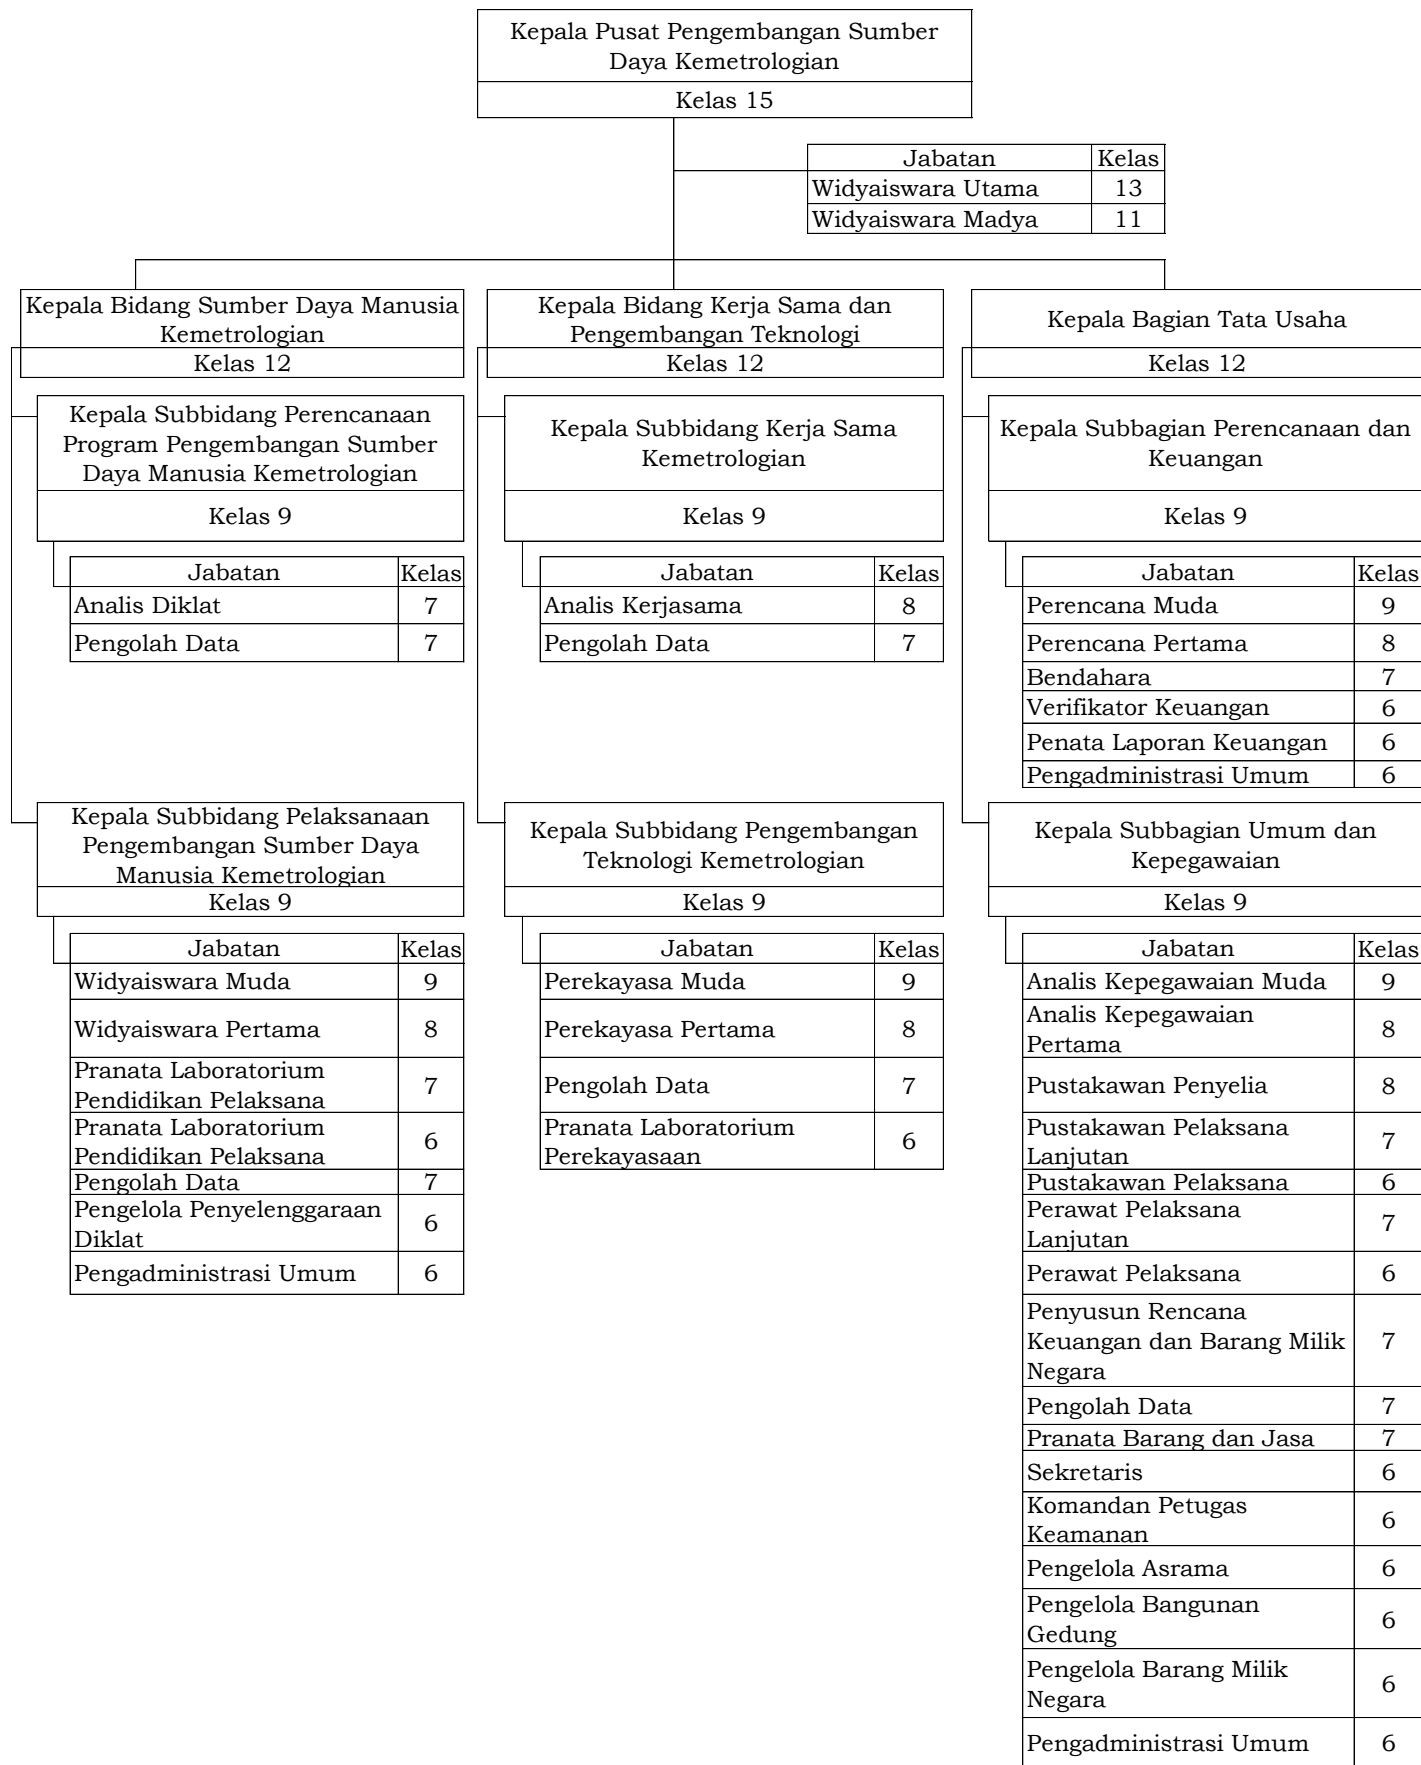 Kepala Pusat Pengembangan Sumber
Daya Kemetrologian
Kelas 15
Jabatan Kelas
Widyaiswara Utama 13
Widyaiswara Madya 11
Kepala Bidang Sumber Daya Manusia
Kemetrologian
Kelas 12
Kepala Subbidang Perencanaan
Program Pengembangan Sumber
Daya Manusia Kemetrologian
Kelas 9
Jabatan Kelas
Analis Diklat 7
Pengolah Data 7
Kepala Subbidang Pelaksanaan
Pengembangan Sumber Daya
Manusia Kemetrologian
Kelas 9
Jabatan Kelas
Widyaiswara Muda 9
Widyaiswara Pertama 8
Pranata Laboratorium
Pendidikan Pelaksana 7
Pranata Laboratorium
Pendidikan Pelaksana 6
Pengolah Data 7
Pengelola Penyelenggaraan
Diklat 6
Pengadministrasi Umum 6
Kepala Bidang Kerja Sama dan
Pengembangan Teknologi
Kelas 12
Kepala Subbidang Kerja Sama
Kemetrologian
Kelas 9
Jabatan Kelas
Analis Kerjasama 8
Pengolah Data 7
Kepala Subbidang Pengembangan
Teknologi Kemetrologian
Kelas 9
Jabatan Kelas
Perekayasa Muda 9
Perekayasa Pertama 8
Pengolah Data 7
Pranata Laboratorium
Perekayasaan 6
Kepala Bagian Tata Usaha
Kelas 12
Kepala Subbagian Perencanaan dan
Keuangan
Kelas 9
Jabatan Kelas
Perencana Muda 9
Perencana Pertama 8
Bendahara 7
Verifikator Keuangan 6
Penata Laporan Keuangan 6
Pengadministrasi Umum 6
Kepala Subbagian Umum dan
Kepegawaian
Kelas 9
Jabatan Kelas
Analis Kepegawaian Muda 9
Analis Kepegawaian
Pertama 8
Pustakawan Penyelia 8
Pustakawan Pelaksana
Lanjutan 7
Pustakawan Pelaksana 6
Perawat Pelaksana
Lanjutan 7
Perawat Pelaksana 6
Penyusun Rencana
Keuangan dan Barang Milik 7
Negara
Pengolah Data 7
Pranata Barang dan Jasa 7
Sekretaris 6
Komandan Petugas
Keamanan 6
Pengelola Asrama 6
Pengelola Bangunan
Gedung 6
Pengelola Barang Milik
Negara 6
Pengadministrasi Umum 6